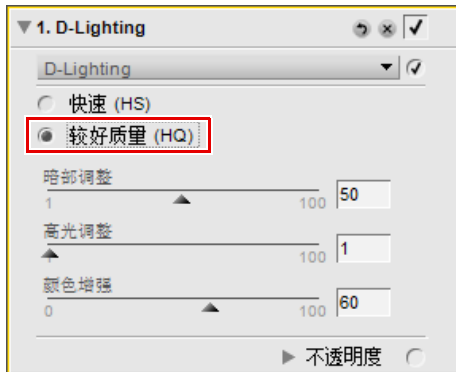 1. D-Lighting
D-Lighting
快速 (HS)
较好质量 (HQ)
暗部调整
1 100 50
高光调整
100 1
颜色增强
0 100 60
不透明度